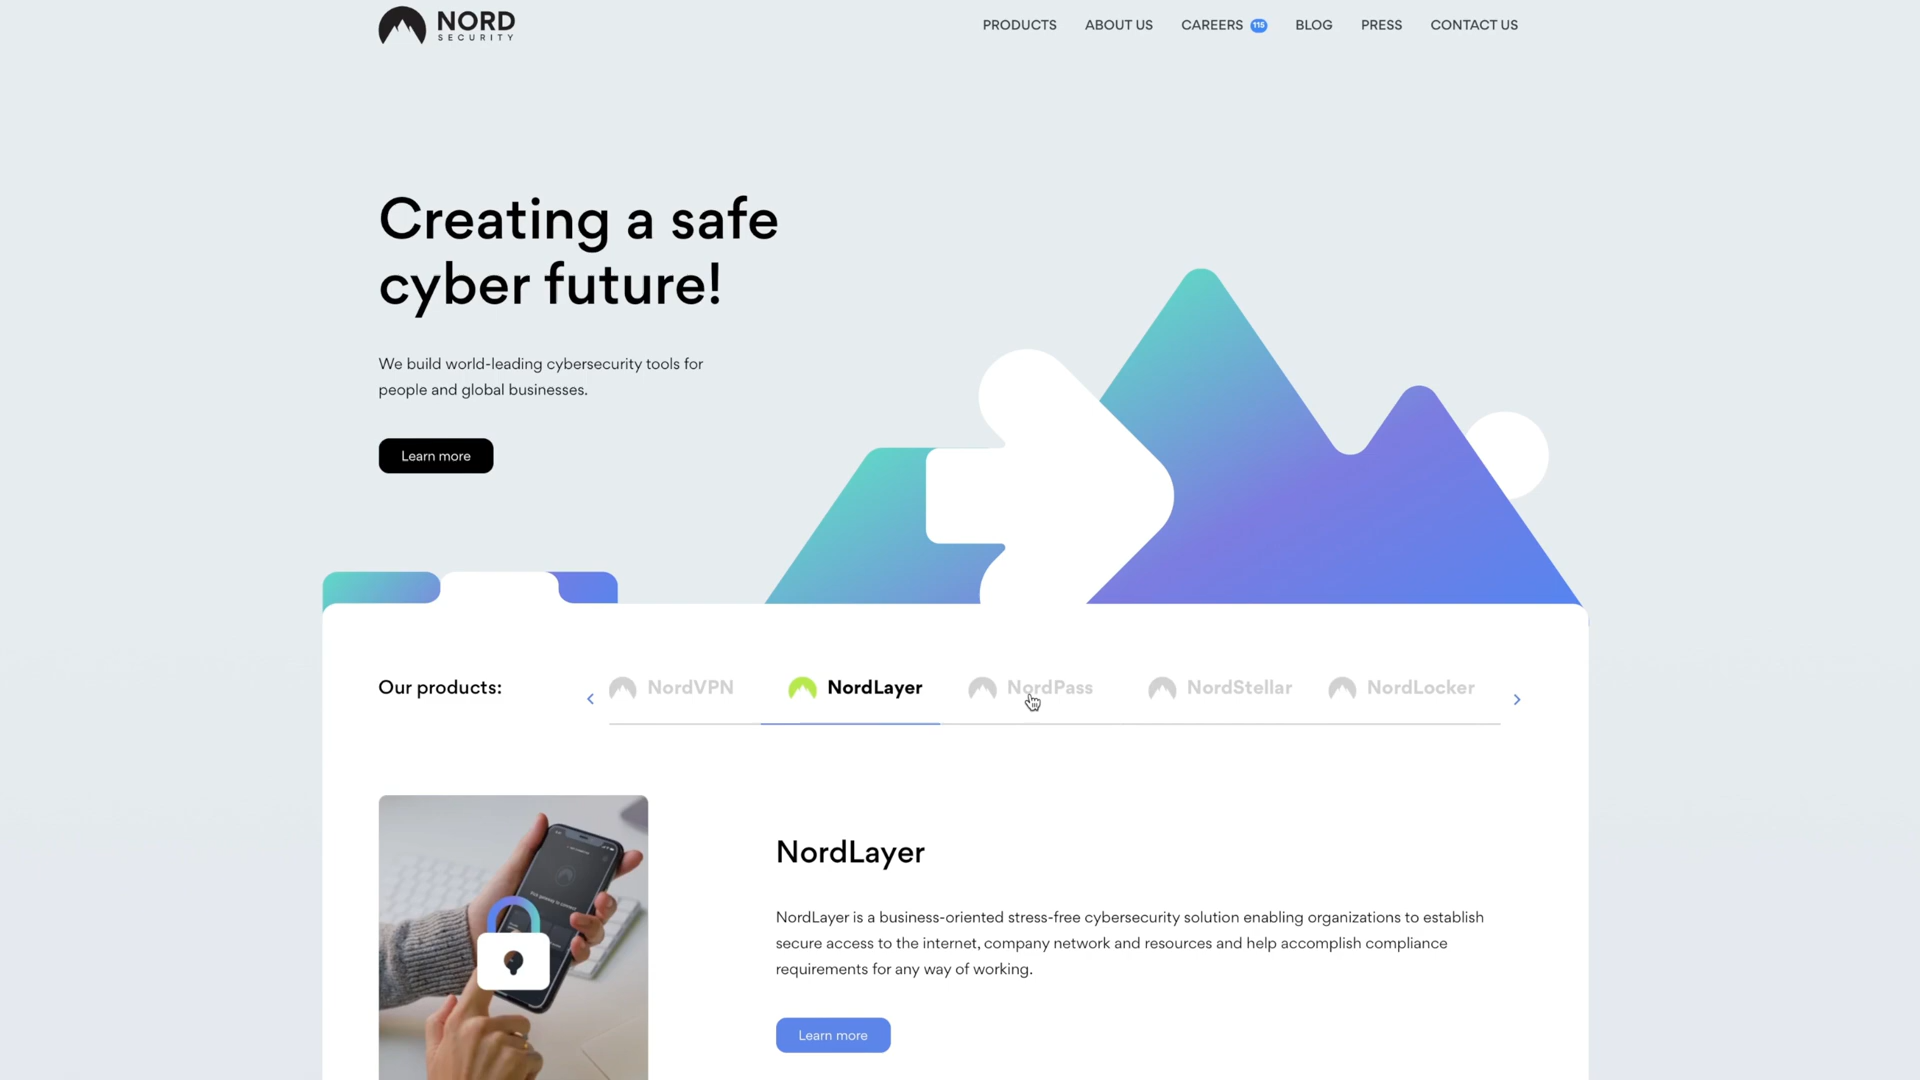 NORD
SECURITY
PRODUCTS
ABOUT US
CAREERS 115
BLOG
PRESS
CONTACT US
Creating a safe
cyber future!
We build world-leading cybersecurity tools for
people and global businesses.
Learn more
Our products:
NordVPN
NordLayer
NordPass
NordStellar
NordLocker
NordLayer
NordLayer is a business-oriented stress-free cybersecurity solution enabling organizations to establish
secure access to the internet, company network and resources and help accomplish compliance
requirements for any way of working.
Learn more